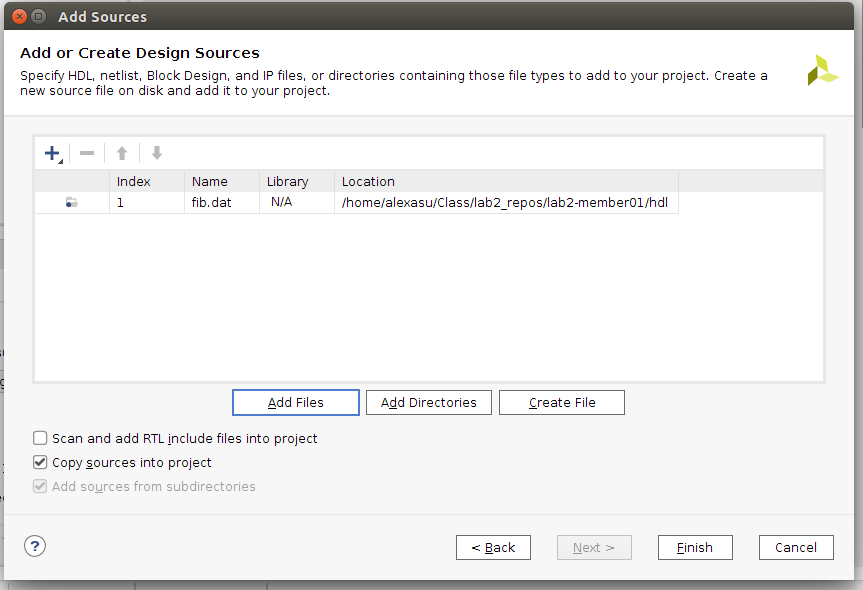 Add Sources
Add or Create Design Sources
Specify HDL, netlist, Block Design, and IP files, or directories containing those file types to add to your project. Create a
new source file on disk and add it to your project.
Index Name Library Location
1 fib.dat N/A /home/alexasu/Class/lab2_repos/lab2-member01/hdl
Add Files Add Directories Create File
Scan and add RTL include files into project
Copy sources into project
Add sources from subdirectories
? < Back Next > Finish Cancel